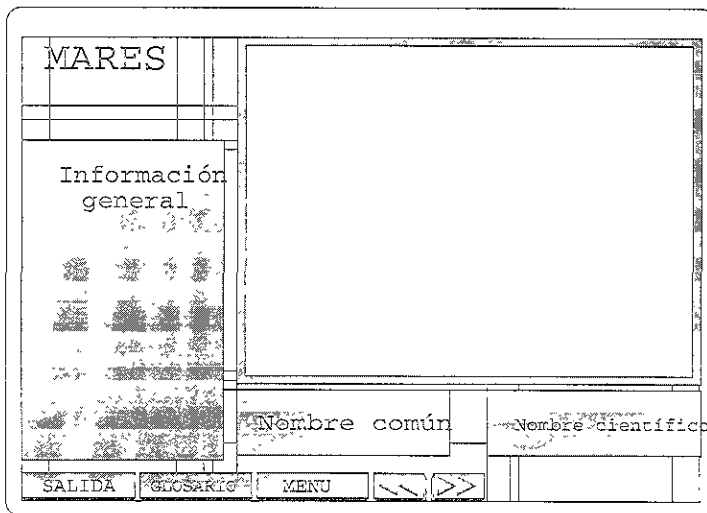 MARES
Información
general
Nombre común
Nombre científico
SALIDA
GLOSARIO
MENU
<<
>>